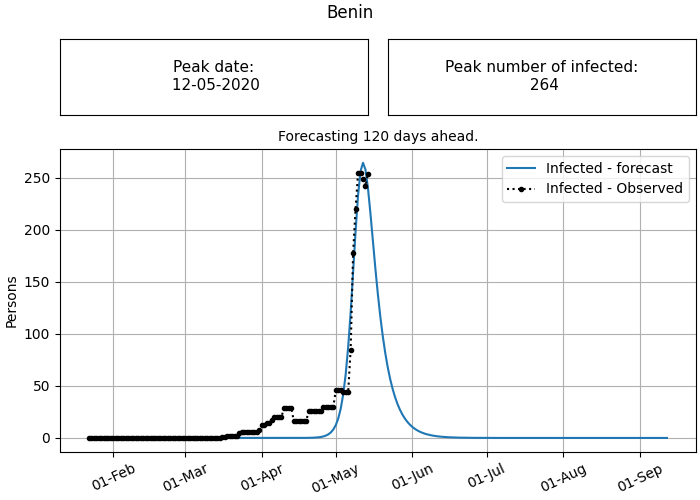 Benin
Peak date:
12-05-2020
Peak number of infected:
264
Forecasting 120 days ahead.
Infected - forecast
Infected - Observed
Persons
250
200
150
100
50
0
01-Feb
01-Mar
01-Apr
01-May
01-Jun
01-Jul
01-Aug
01-Sep